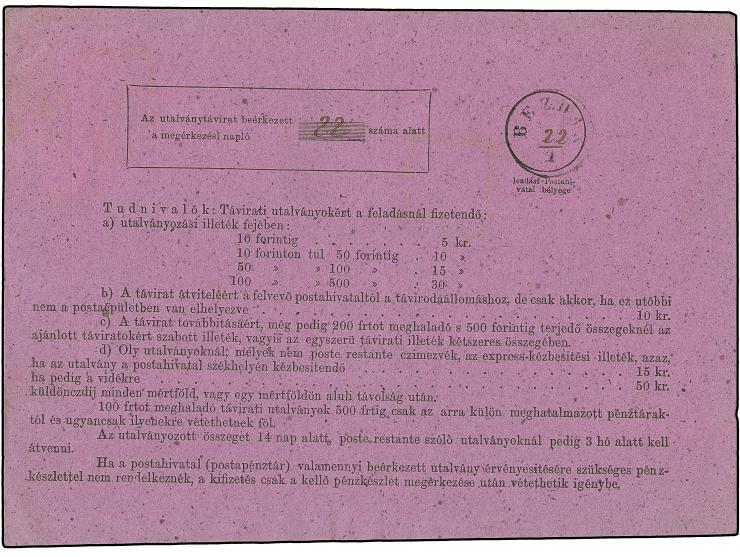 Az utalványtávirat beérkezett
a megérkezési napló 22 száma alatt
BEZDÁ
22
1
leadási Postahi-
vatal bélyege
Tudnivalók: Távirati utalványokért a feladásnál fizetendő:
a) utalványozási illeték fejében:
10 forintig . . . . . . . . 5 kr.
10 forinton tul 50 forintig . 10 »
50 » » 100 » . 15 »
100 » » 500 » . 30 »
b) A távirat átviteléért a felvevő postahivataltól a távirodaállomáshoz, de csak akkor, ha ez utóbbi
nem a postaépületben van elhelyezve . . . . . . . . . . 10 kr.
c) A távirat továbbitásáért, még pedig 200 frtot meghaladó s 500 forintig terjedő összegeknél az
ajánlott táviratokért szabott illeték, vagyis az egyszerü távirati illeték kétszeres összegében.
d) Oly utalványoknál, melyek nem poste restante czimezvék, az express-kézbesitési illeték, azaz,
ha az utalvány a postahivatal székhelyén kézbesitendő . . . . . . . . 15 kr.
ha pedig a vidékre . . . . . . . . . . . . 50 kr.
küldönczdij minden mértföld, vagy egy mértföldön aluli távolság után.
100 frtot meghaladó távirati utalványok 500 frtig csak az arra külön meghatalmazott pénztárak-
tól és ugyancsak ilyenekre vétethetnek föl.
Az utalványozott összeget 14 nap alatt, poste restante szóló utalványoknál pedig 3 hó alatt kell
átvenni.
Ha a postahivatal (postapénztár) valamennyi beérkezett utalvány érvényesitésére szükséges pénz-
készlettel nem rendelkeznék, a kifizetés csak a kellő pénzkészlet megérkezése után vétethetik igénybe.